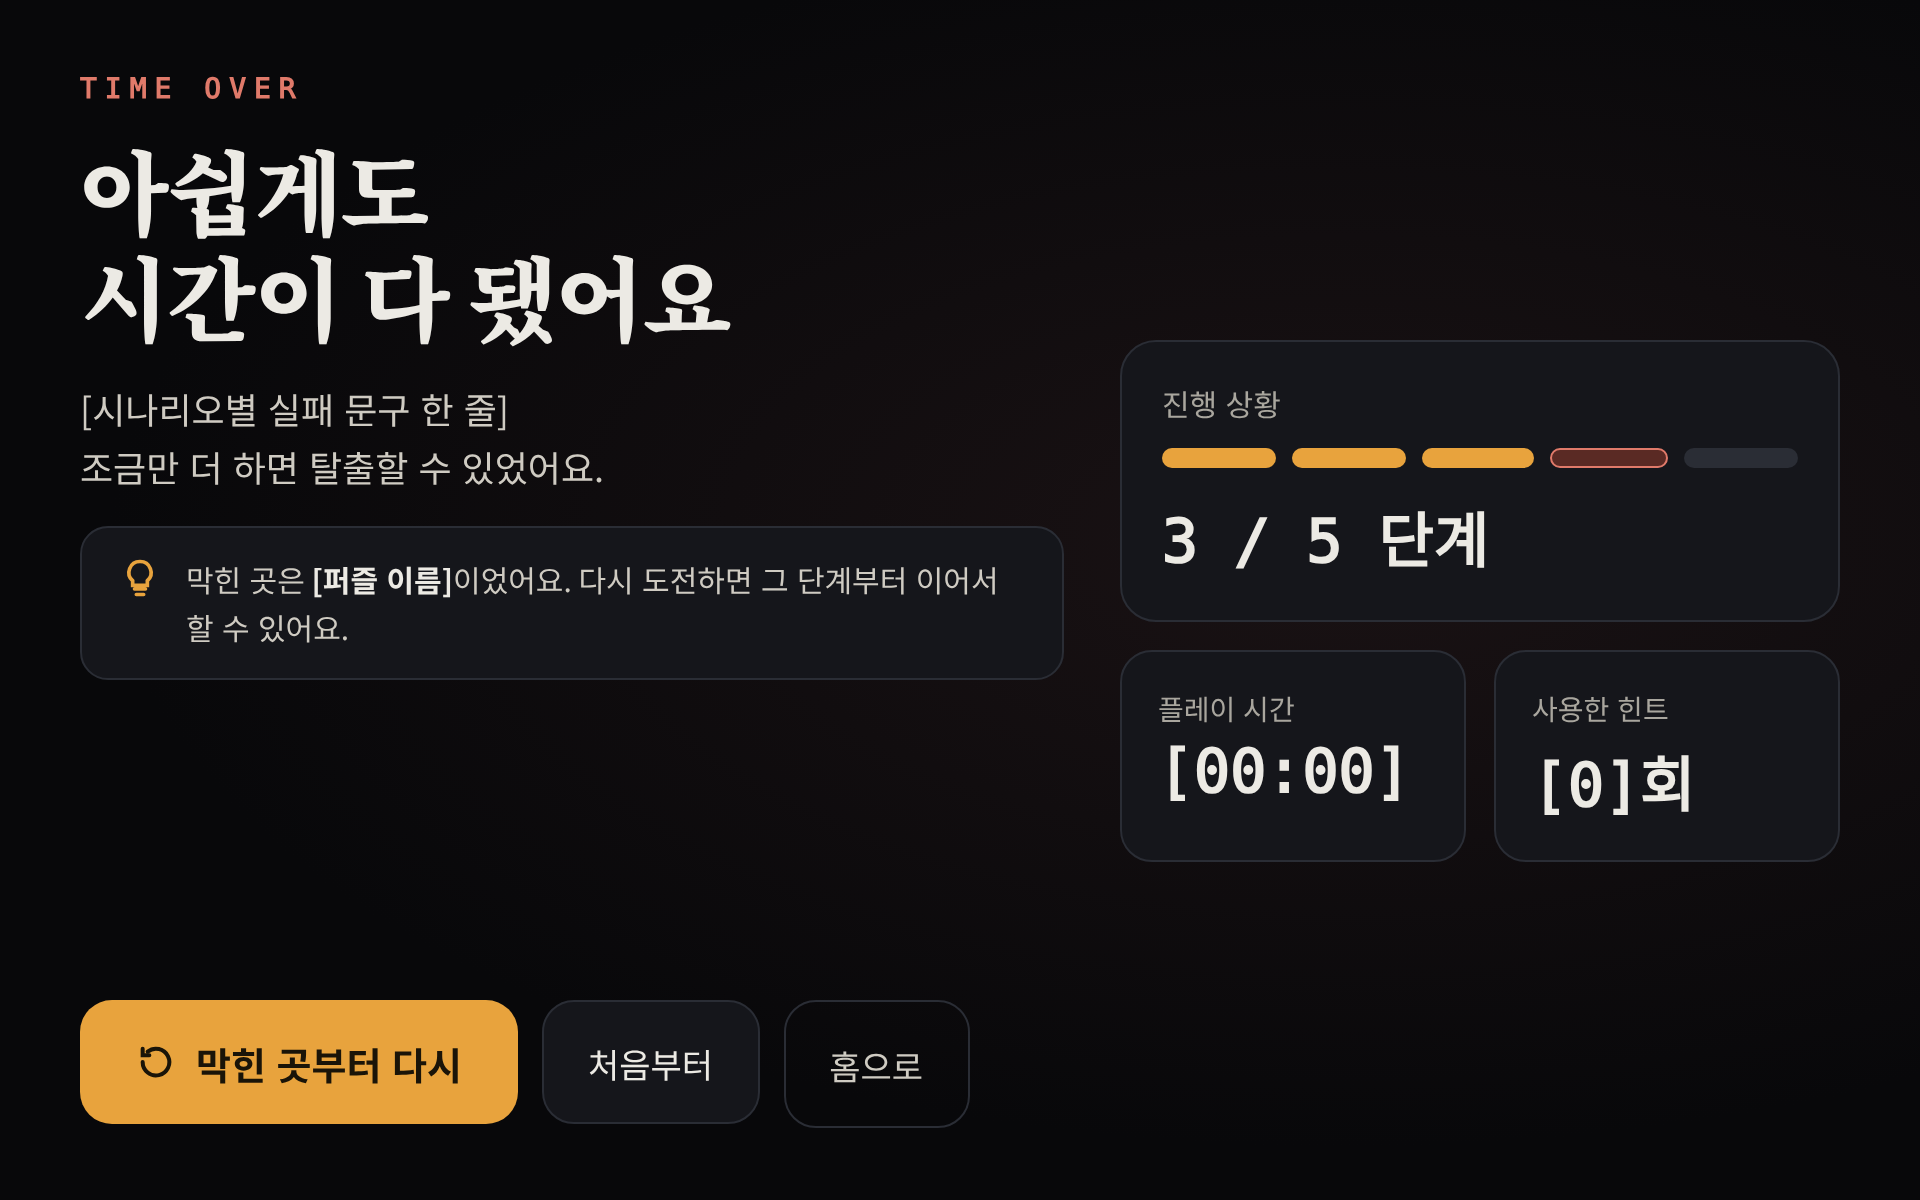 TIME OVER
아쉽게도
시간이 다 됐어요
[시나리오별 실패 문구 한 줄]
조금만 더 하면 탈출할 수 있었어요.
막힌 곳은 [퍼즐 이름]이었어요. 다시 도전하면 그 단계부터 이어서
할 수 있어요.
진행 상황
3 / 5 단계
플레이 시간
[00:00]
사용한 힌트
[0]회
막힌 곳부터 다시
처음부터
홈으로